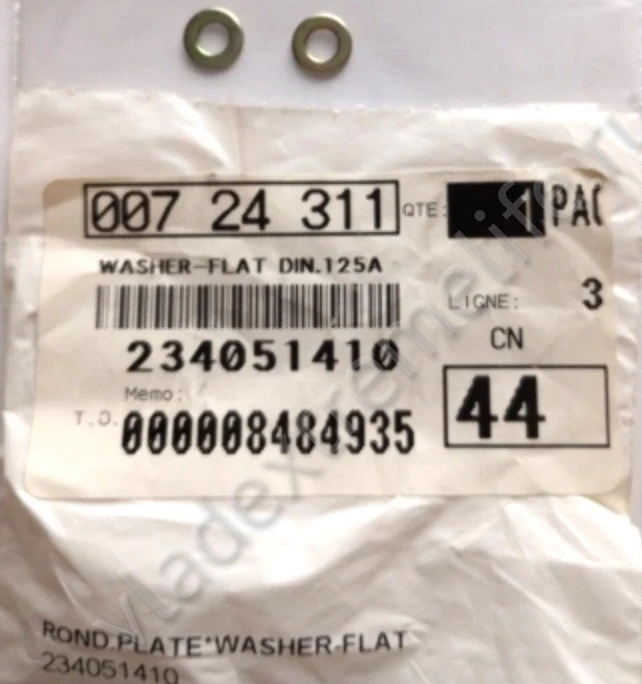 007 24 311 QTE: 1 PAC
WASHER-FLAT DIN.125A
LIGNE: 3
234051410
CN
Memo:
T.O. 000008484935
44
ROND.PLATE*WASHER-FLAT
234051410